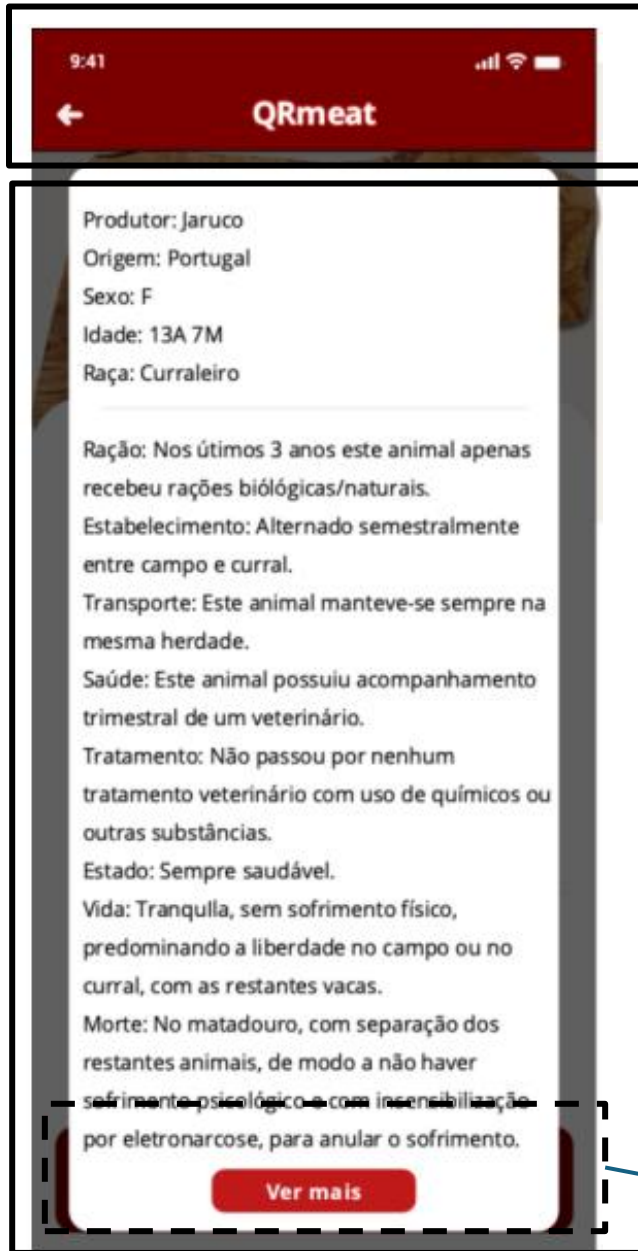 9:41
QRmeat
Produtor: Jaruco
Origem: Portugal
Sexo: F
Idade: 13A 7M
Raça: Curraleiro
Ração: Nos útimos 3 anos este animal apenas
recebeu rações biólógicas/naturais.
Estabelecimento: Alternado semestralmente
entre campo e curral.
Transporte: Este animal manteve-se sempre na
mesma herdade.
Saúde: Este animal possuiu acompanhamento
trimestral de um veterinário.
Tratamento: Não passou por nenhum
tratamento veterinário com uso de químicos ou
outras substâncias.
Estado: Sempre saudável.
Vida: Tranqulla, sem sofrimento físico,
predominando a liberdade no campo ou no
curral, com as restantes vacas.
Morte: No matadouro, com separação dos
restantes animais, de modo a não haver
sofrimento psicológico e com insensibilização
por eletronarcose, para anular o sofrimento.
Ver mais